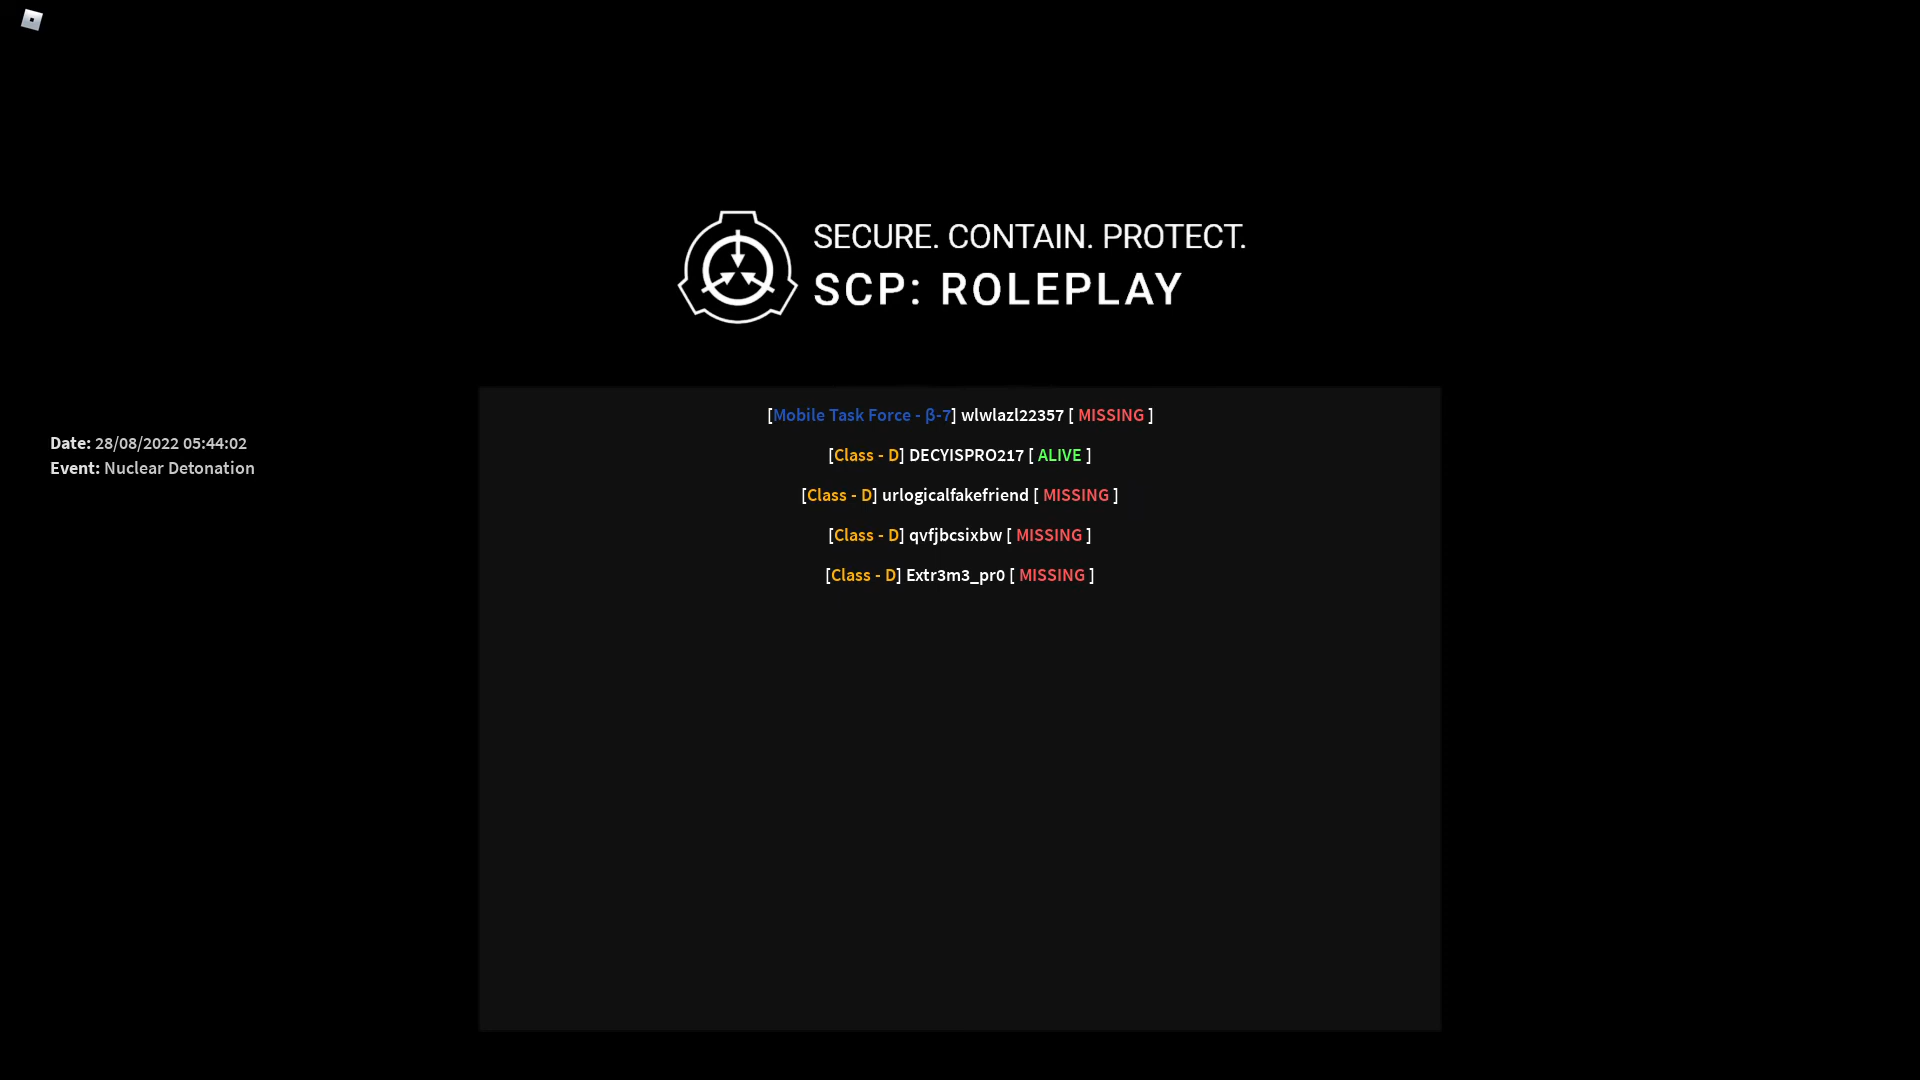 SECURE. CONTAIN. PROTECT.
SCP: ROLEPLAY
Date: 28/08/2022 05:44:02
Event: Nuclear Detonation
[Mobile Task Force - β-7] wlwlazl22357 [ MISSING ]
[Class - D] DECYISPRO217 [ ALIVE ]
[Class - D] urlogicalfakefriend [ MISSING ]
[Class - D] qvfjbcsixbw [ MISSING ]
[Class - D] Extr3m3_pr0 [ MISSING ]